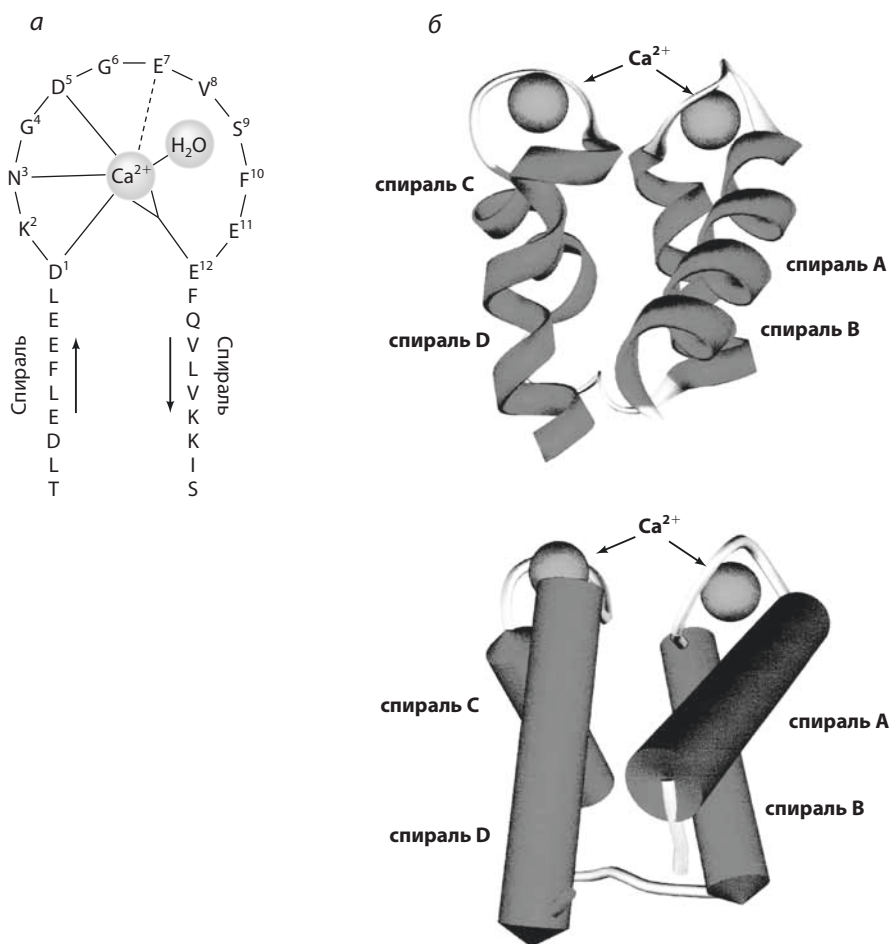 а
G⁶
E⁷
D⁵
V⁸
G⁴
S⁹
H₂O
N³
Ca²⁺
F¹⁰
K²
E¹¹
D¹
E¹²
L
E
E
F
L
E
D
L
T
Спираль
F
Q
V
L
V
K
K
I
S
Спираль
б
Ca²⁺
спираль C
спираль A
спираль D
спираль B
Ca²⁺
спираль C
спираль A
спираль B
спираль D